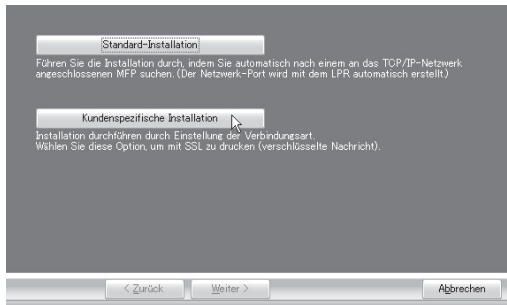 Standard-Installation
Führen Sie die Installation durch, indem Sie automatisch nach einem an das TCP/IP-Netzwerk
angeschlossenen MFP suchen. (Der Netzwerk-Port wird mit dem LPR automatisch erstellt.)
Kundenspezifische Installation
Installation durchführen durch Einstellung der Verbindungsart.
Wählen Sie diese Option, um mit SSL zu drucken (verschlüsselte Nachricht).
< Zurück
Weiter >
Abbrechen